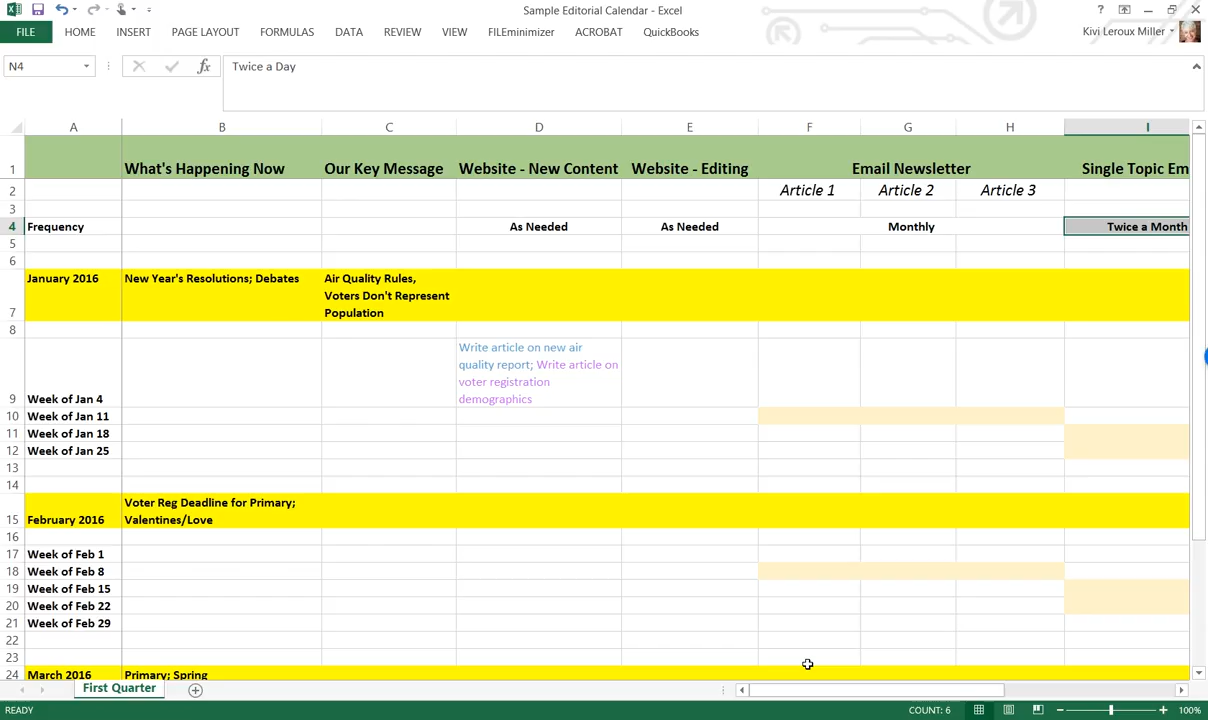 Sample Editorial Calendar - Excel
?
FILE HOME INSERT PAGE LAYOUT FORMULAS DATA REVIEW VIEW FILEminimizer ACROBAT QuickBooks Kivi Leroux Miller
N4 fx Twice a Day
A B C D E F G H I
1 What's Happening Now Our Key Message Website - New Content Website - Editing Email Newsletter Single Topic Em
2 Article 1 Article 2 Article 3
3
4 Frequency As Needed As Needed Monthly Twice a Month
5
6
January 2016 New Year's Resolutions; Debates Air Quality Rules,
Voters Don't Represent
7 Population
8
Write article on new air
quality report; Write article on
voter registration
9 Week of Jan 4 demographics
10 Week of Jan 11
11 Week of Jan 18
12 Week of Jan 25
13
14
Voter Reg Deadline for Primary;
15 February 2016 Valentines/Love
16
17 Week of Feb 1
18 Week of Feb 8
19 Week of Feb 15
20 Week of Feb 22
21 Week of Feb 29
22
23
24 March 2016 Primary; Spring
First Quarter
READY COUNT: 6 100%